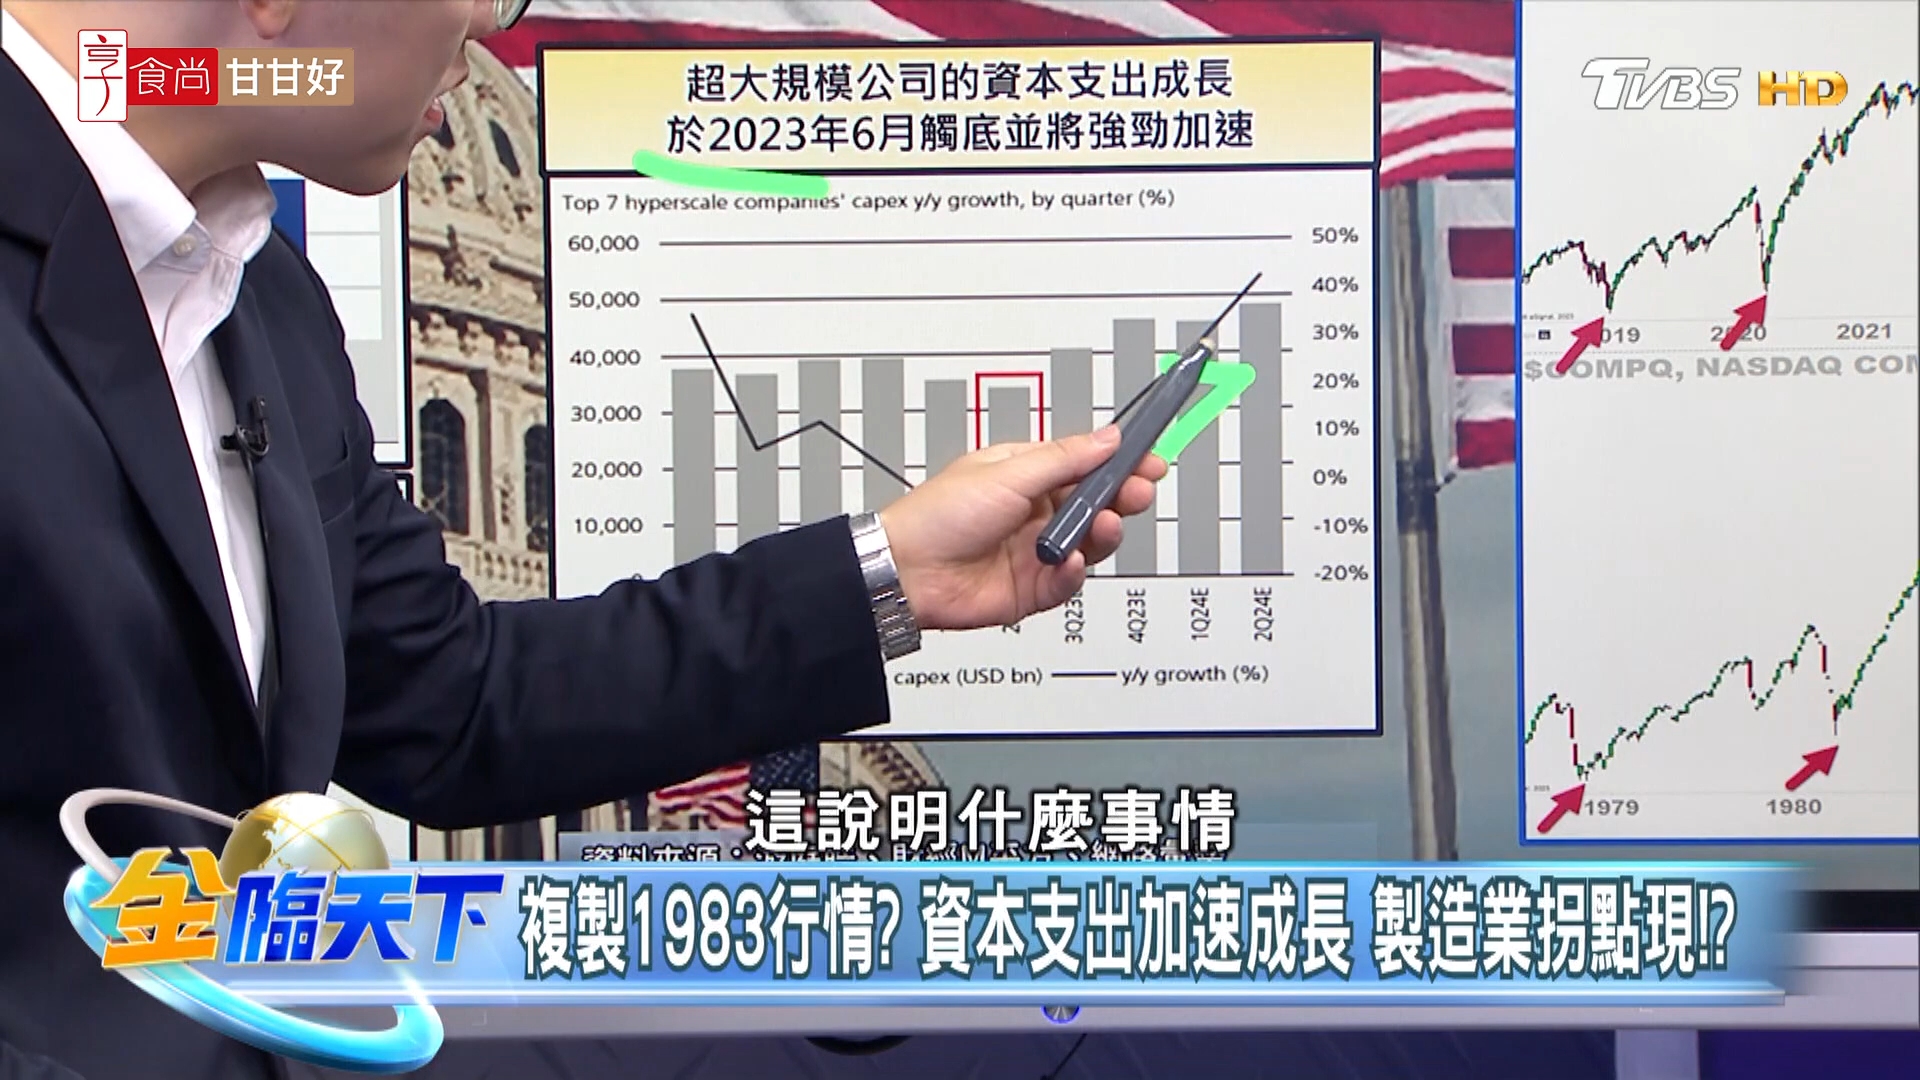 享 食尚 甘甘好
TVBS HD
超大規模公司的資本支出成長
於2023年6月觸底並將強勁加速
Top 7 hyperscale companies' capex y/y growth, by quarter (%)
60,000
50,000
40,000
30,000
20,000
10,000
50%
40%
30%
20%
10%
0%
-10%
-20%
4Q23E
1Q24E
2Q24E
capex (USD bn) y/y growth (%)
2021
$COMPQ, NASDAQ
1979
1980
這說明什麼事情
金臨天下
複製1983行情? 資本支出加速成長 製造業拐點現!?